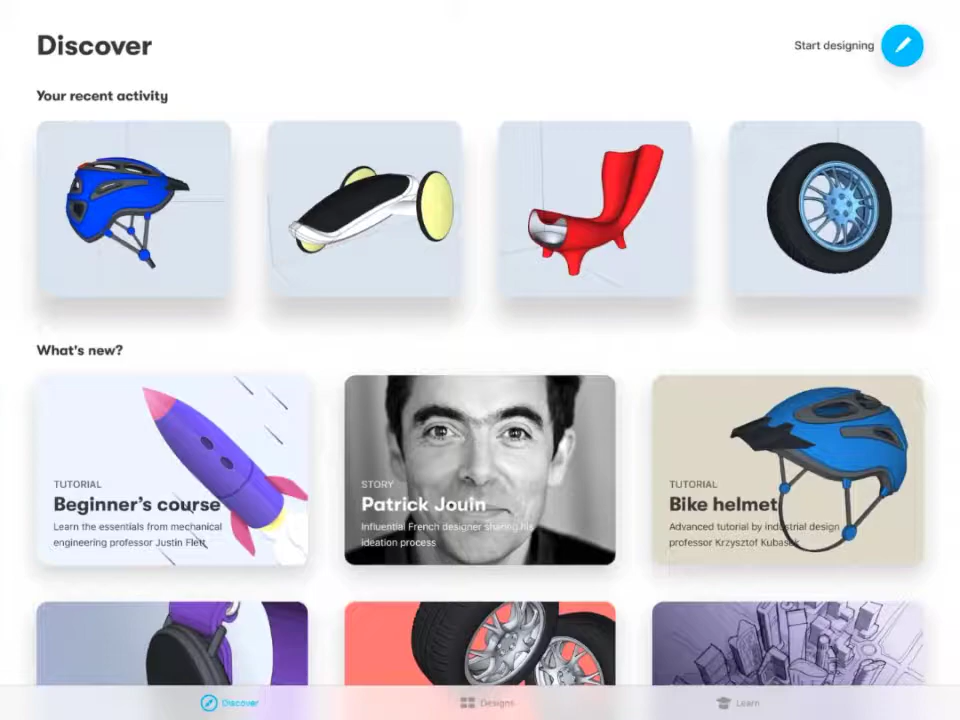 Discover
Start designing
Your recent activity
What's new?
TUTORIAL
Beginner's course
Learn the essentials from mechanical
engineering professor Justin Flett
STORY
Patrick Jouin
Influential French designer sharing his
ideation process
TUTORIAL
Bike helmet
Advanced tutorial by industrial design
professor Krzysztof Kubasek
Discover
Designs
Learn